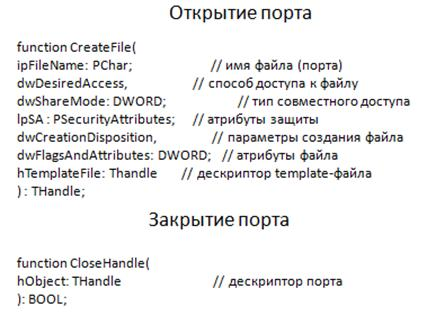 Открытие порта
function CreateFile(
ipFileName: PChar; // имя файла (порта)
dwDesiredAccess, // способ доступа к файлу
dwShareMode: DWORD; // тип совместного доступа
lpSA : PSecurityAttributes; // атрибуты защиты
dwCreationDisposition, // параметры создания файла
dwFlagsAndAttributes: DWORD; // атрибуты файла
hTemplateFile: Thandle // дескриптор template-файла
) : THandle;
Закрытие порта
function CloseHandle(
hObject: THandle // дескриптор порта
): BOOL;